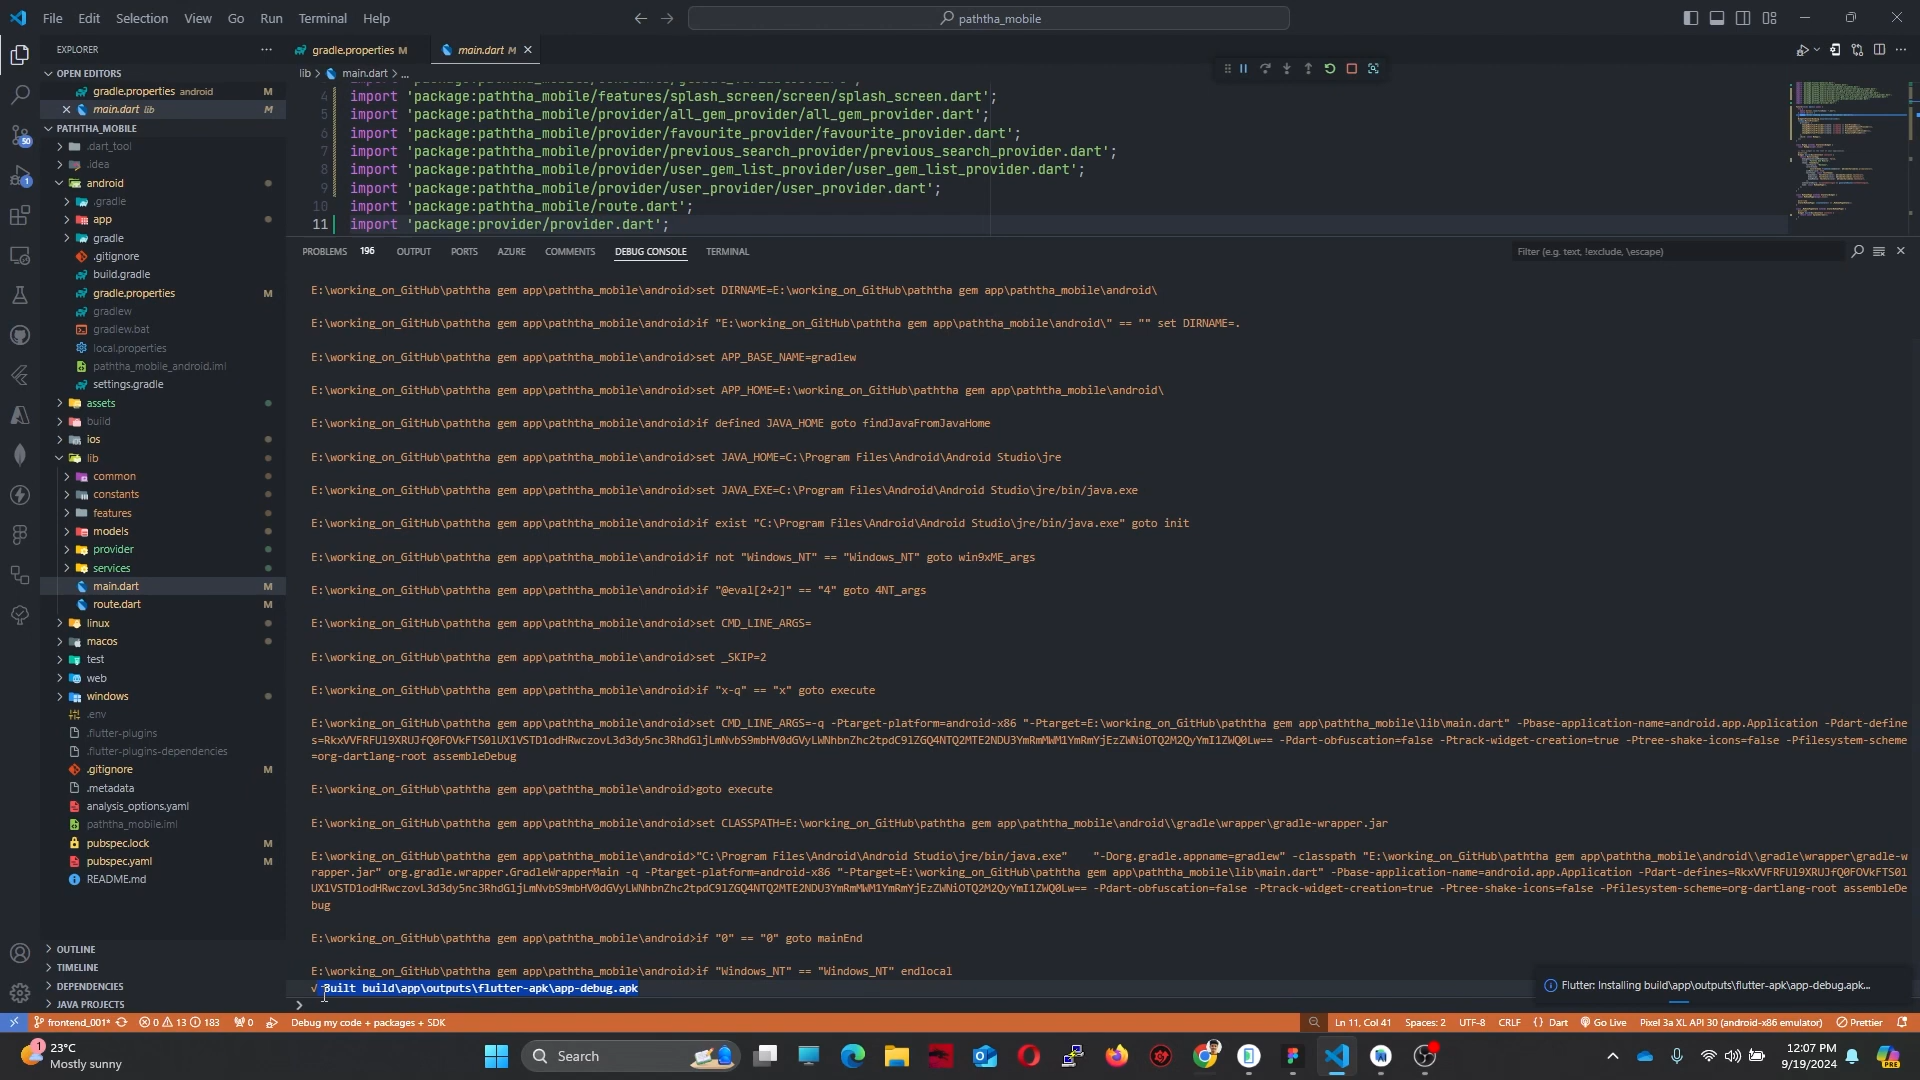 File Edit Selection View Go Run Terminal Help
paththa_mobile
EXPLORER
OPEN EDITORS
gradle.properties android M
main.dart lib M
PATHTHA_MOBILE
.dart_tool
.idea
android
.gradle
app
gradle
.gitignore
build.gradle
gradle.properties M
gradlew
gradlew.bat
local.properties
paththa_mobile_android.iml
settings.gradle
assets
build
ios
lib
common
constants
features
models
provider
services
main.dart M
route.dart M
linux
macos
test
web
windows
.env
.flutter-plugins
.flutter-plugins-dependencies
.gitignore M
.metadata
analysis_options.yaml
paththa_mobile.iml
pubspec.lock M
pubspec.yaml M
README.md
OUTLINE
TIMELINE
DEPENDENCIES
JAVA PROJECTS
50
1
gradle.properties M
main.dart M
lib > main.dart > ...
4 import 'package:paththa_mobile/features/splash_screen/screen/splash_screen.dart';
5 import 'package:paththa_mobile/provider/all_gem_provider/all_gem_provider.dart';
6 import 'package:paththa_mobile/provider/favourite_provider/favourite_provider.dart';
7 import 'package:paththa_mobile/provider/previous_search_provider/previous_search_provider.dart';
8 import 'package:paththa_mobile/provider/user_gem_list_provider/user_gem_list_provider.dart';
9 import 'package:paththa_mobile/provider/user_provider/user_provider.dart';
10 import 'package:paththa_mobile/route.dart';
11 import 'package:provider/provider.dart';
PROBLEMS 196 OUTPUT PORTS AZURE COMMENTS DEBUG CONSOLE TERMINAL
Filter (e.g. text, !exclude, \escape)
E:\working_on_GitHub\paththa gem app\paththa_mobile\android>set DIRNAME=E:\working_on_GitHub\paththa gem app\paththa_mobile\android\
E:\working_on_GitHub\paththa gem app\paththa_mobile\android>if "E:\working_on_GitHub\paththa gem app\paththa_mobile\android\" == "" set DIRNAME=.
E:\working_on_GitHub\paththa gem app\paththa_mobile\android>set APP_BASE_NAME=gradlew
E:\working_on_GitHub\paththa gem app\paththa_mobile\android>set APP_HOME=E:\working_on_GitHub\paththa gem app\paththa_mobile\android\
E:\working_on_GitHub\paththa gem app\paththa_mobile\android>if defined JAVA_HOME goto findJavaFromJavaHome
E:\working_on_GitHub\paththa gem app\paththa_mobile\android>set JAVA_HOME=C:\Program Files\Android\Android Studio\jre
E:\working_on_GitHub\paththa gem app\paththa_mobile\android>set JAVA_EXE=C:\Program Files\Android\Android Studio\jre/bin/java.exe
E:\working_on_GitHub\paththa gem app\paththa_mobile\android>if exist "C:\Program Files\Android\Android Studio\jre/bin/java.exe" goto init
E:\working_on_GitHub\paththa gem app\paththa_mobile\android>if not "Windows_NT" == "Windows_NT" goto win9xME_args
E:\working_on_GitHub\paththa gem app\paththa_mobile\android>if "@eval[2+2]" == "4" goto 4NT_args
E:\working_on_GitHub\paththa gem app\paththa_mobile\android>set CMD_LINE_ARGS=
E:\working_on_GitHub\paththa gem app\paththa_mobile\android>set _SKIP=2
E:\working_on_GitHub\paththa gem app\paththa_mobile\android>if "x-q" == "x" goto execute
E:\working_on_GitHub\paththa gem app\paththa_mobile\android>set CMD_LINE_ARGS=-q -Ptarget-platform=android-x86 "-Ptarget=E:\working_on_GitHub\paththa gem app\paththa_mobile\lib\main.dart" -Pbase-application-name=android.app.Application -Pdart-define
-Pdart-obfuscation=false -Ptrack-widget-creation=true -Ptree-shake-icons=false -Pfilesystem-scheme
=org-dartlang-root assembleDebug
E:\working_on_GitHub\paththa gem app\paththa_mobile\android>goto execute
E:\working_on_GitHub\paththa gem app\paththa_mobile\android>set CLASSPATH=E:\working_on_GitHub\paththa gem app\paththa_mobile\android\\gradle\wrapper\gradle-wrapper.jar
E:\working_on_GitHub\paththa gem app\paththa_mobile\android>"C:\Program Files\Android\Android Studio\jre/bin/java.exe" "-Dorg.gradle.appname=gradlew" -classpath "E:\working_on_GitHub\paththa gem app\paththa_mobile\android\\gradle\wrapper\gradle-w
rapper.jar" org.gradle.wrapper.GradleWrapperMain -q -Ptarget-platform=android-x86 "-Ptarget=E:\working_on_GitHub\paththa gem app\paththa_mobile\lib\main.dart" -Pbase-application-name=android.app.Application
-Pdart-obfuscation=false -Ptrack-widget-creation=true -Ptree-shake-icons=false -Pfilesystem-scheme=org-dartlang-root assembleDe
bug
E:\working_on_GitHub\paththa gem app\paththa_mobile\android>if "0" == "0" goto mainEnd
E:\working_on_GitHub\paththa gem app\paththa_mobile\android>if "Windows_NT" == "Windows_NT" endlocal
√ Built build\app\outputs\flutter-apk\app-debug.apk
Flutter: Installing build\app\outputs\flutter-apk\app-debug.apk...
frontend_001* 0 13 183 0 Debug my code + packages + SDK
Ln 11, Col 41 Spaces: 2 UTF-8 CRLF {} Dart Go Live Pixel 3a XL API 30 (android-x86 emulator) Prettier
1
23°C
Mostly sunny
Search
12:07 PM
9/19/2024
PRE